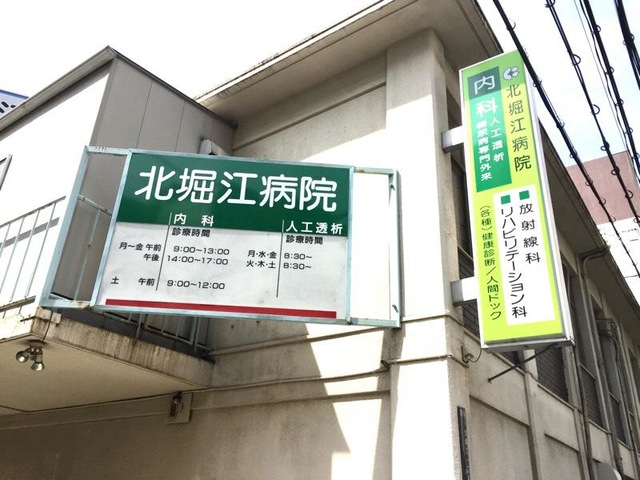 北堀江病院
内科 人工透析
診療時間 診療時間
月〜金 午前 9:00〜13:00 月・水・金 8:30〜
午後 14:00〜17:00 火・木・土 8:30〜
土 午前 9:00〜12:00
北堀江病院
内科
人工透析
糖尿病専門外来
放射線科
リハビリテーション科
(各種)健康診断/人間ドック